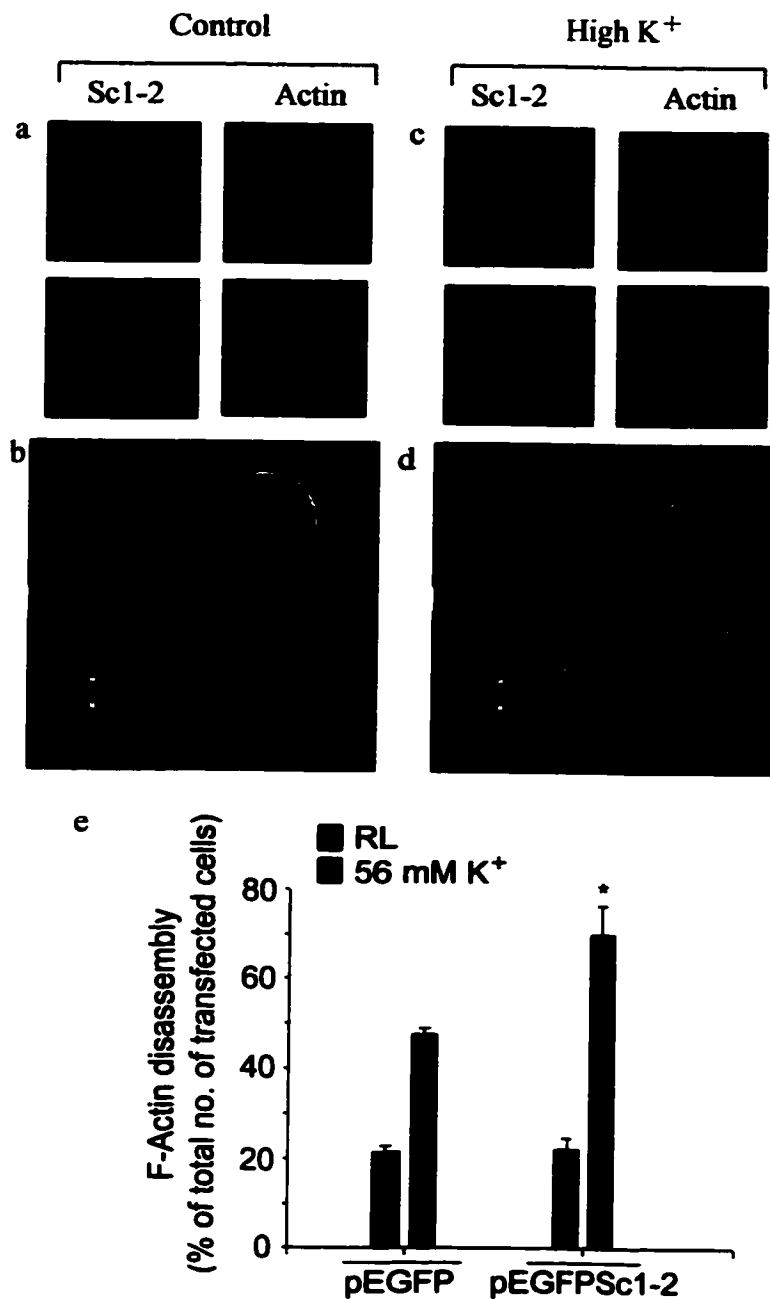 Control
High K⁺
Sc1-2
Actin
Sc1-2
Actin
a
c
b
d
e
RL
56 mM K⁺
F-Actin disassembly
(% of total no. of transfected cells)
80
60
40
20
0
*
pEGFP
pEGFPSc1-2